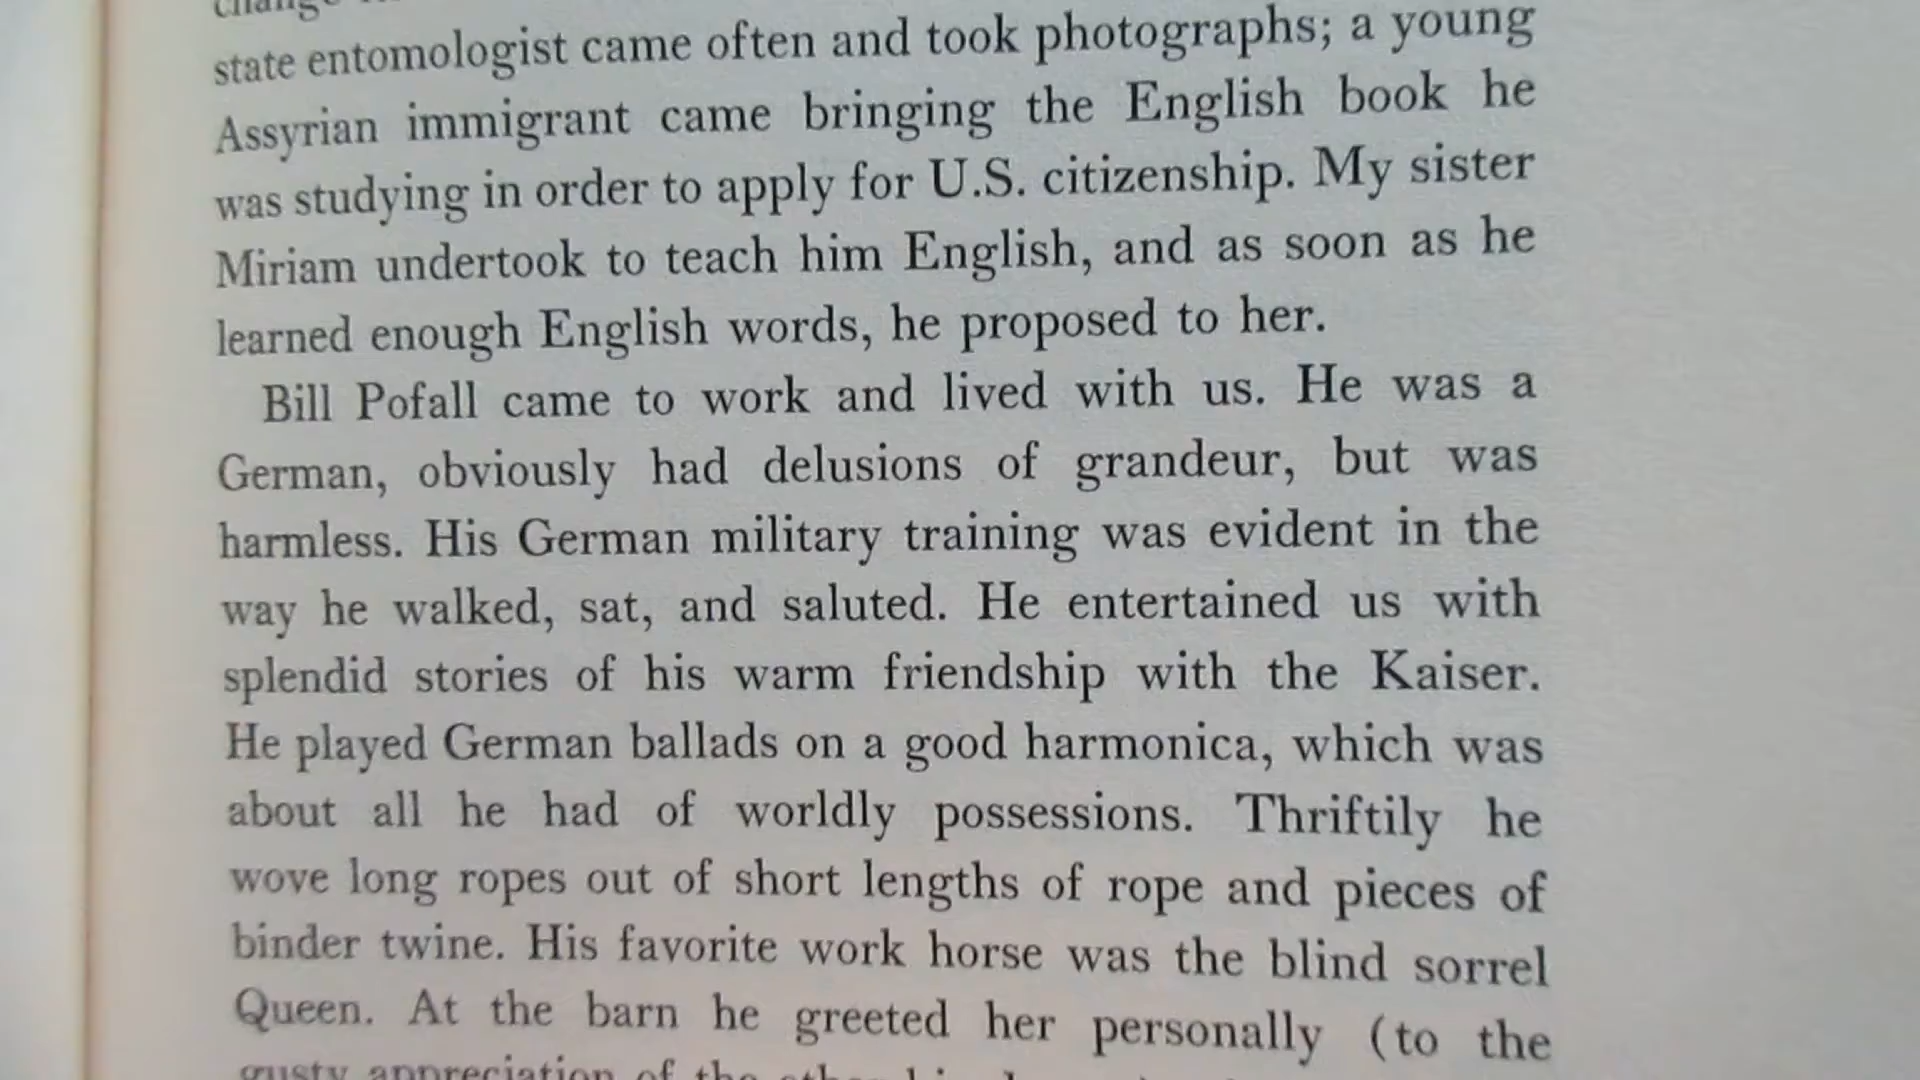 change
state entomologist came often and took photographs; a young
Assyrian immigrant came bringing the English book he
was studying in order to apply for U.S. citizenship. My sister
Miriam undertook to teach him English, and as soon as he
learned enough English words, he proposed to her.
Bill Pofall came to work and lived with us. He was a
German, obviously had delusions of grandeur, but was
harmless. His German military training was evident in the
way he walked, sat, and saluted. He entertained us with
splendid stories of his warm friendship with the Kaiser.
He played German ballads on a good harmonica, which was
about all he had of worldly possessions. Thriftily he
wove long ropes out of short lengths of rope and pieces of
binder twine. His favorite work horse was the blind sorrel
Queen. At the barn he greeted her personally (to the
gusty appreciation of the other